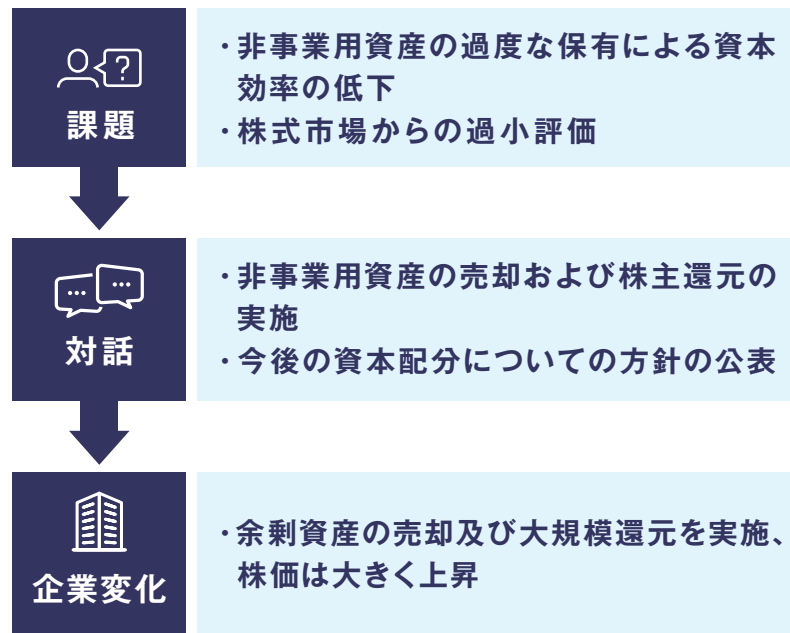 ?
課題
・非事業用資産の過度な保有による資本
効率の低下
・株式市場からの過小評価
対話
・非事業用資産の売却および株主還元の
実施
・今後の資本配分についての方針の公表
企業変化
・余剰資産の売却及び大規模還元を実施、
株価は大きく上昇